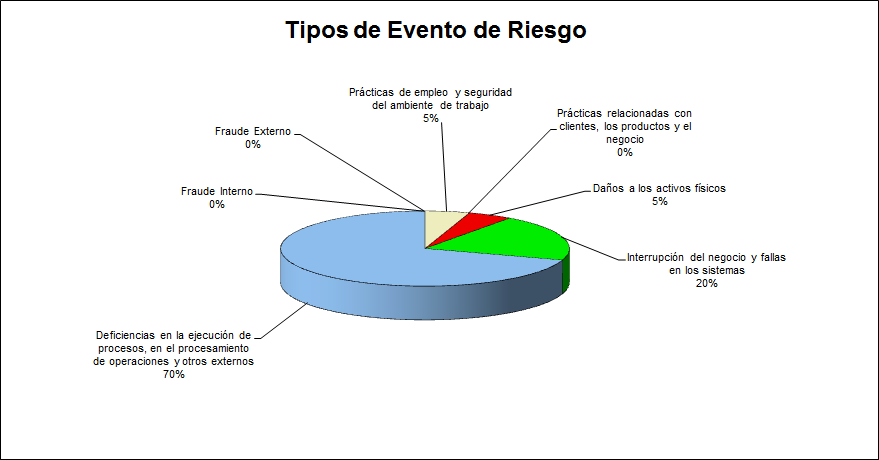 Tipos de Evento de Riesgo
Prácticas de empleo y seguridad
del ambiente de trabajo
5%
Prácticas relacionadas con
clientes, los productos y el
negocio
0%
Fraude Externo
0%
Fraude Interno
0%
Daños a los activos físicos
5%
Interrupción del negocio y fallas
en los sistemas
20%
Deficiencias en la ejecución de
procesos, en el procesamiento
de operaciones y otros externos
70%